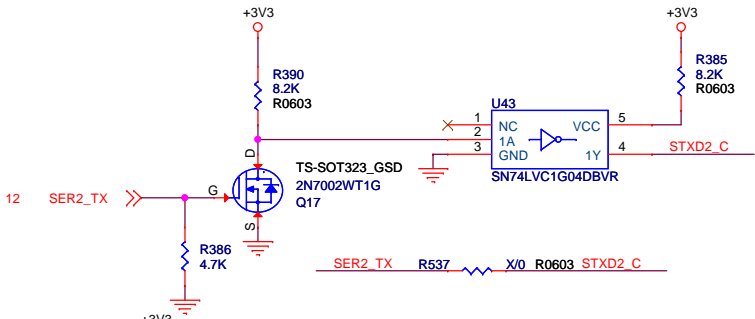 +3V3
+3V3
R390
8.2K
R0603
R385
8.2K
R0603
U43
1
NC
VCC
5
2
1A
3
GND
1Y
4
STXD2_C
SN74LVC1G04DBVR
D
TS-SOT323_GSD
2N7002WT1G
Q17
G
S
12
SER2_TX
R386
4.7K
SER2_TX
R537
X/0
R0603
STXD2_C
+3V3